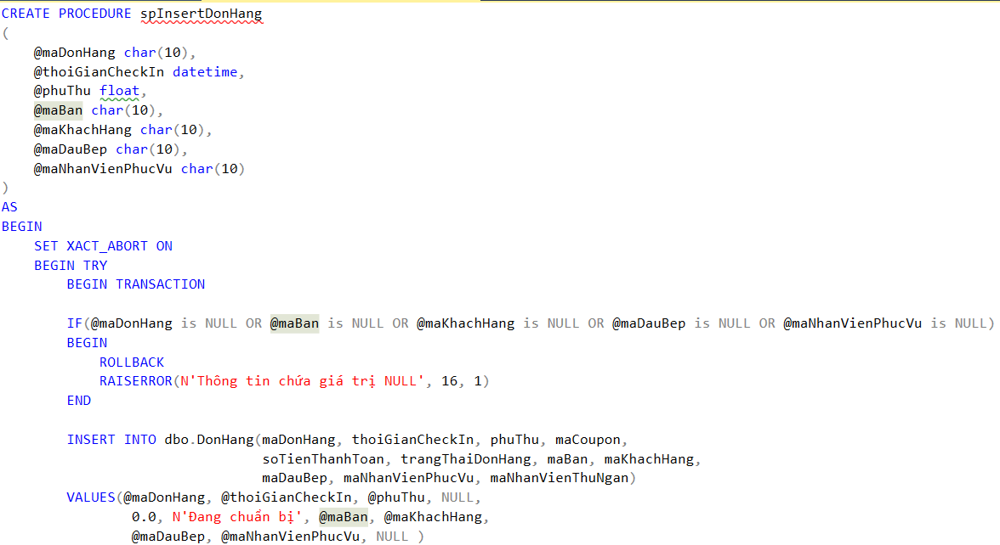 CREATE PROCEDURE spInsertDonHang
(
    @maDonHang char(10),
    @thoiGianCheckIn datetime,
    @phuThu float,
    @maBan char(10),
    @maKhachHang char(10),
    @maDauBep char(10),
    @maNhanVienPhucVu char(10)
)
AS
BEGIN
    SET XACT_ABORT ON
    BEGIN TRY
        BEGIN TRANSACTION

        IF(@maDonHang is NULL OR @maBan is NULL OR @maKhachHang is NULL OR @maDauBep is NULL OR @maNhanVienPhucVu is NULL)
        BEGIN
            ROLLBACK
            RAISERROR(N'Thông tin chứa giá trị NULL', 16, 1)
        END

        INSERT INTO dbo.DonHang(maDonHang, thoiGianCheckIn, phuThu, maCoupon,
                                soTienThanhToan, trangThaiDonHang, maBan, maKhachHang,
                                maDauBep, maNhanVienPhucVu, maNhanVienThuNgan)
        VALUES(@maDonHang, @thoiGianCheckIn, @phuThu, NULL,
                0.0, N'Đang chuẩn bị', @maBan, @maKhachHang,
                @maDauBep, @maNhanVienPhucVu, NULL )